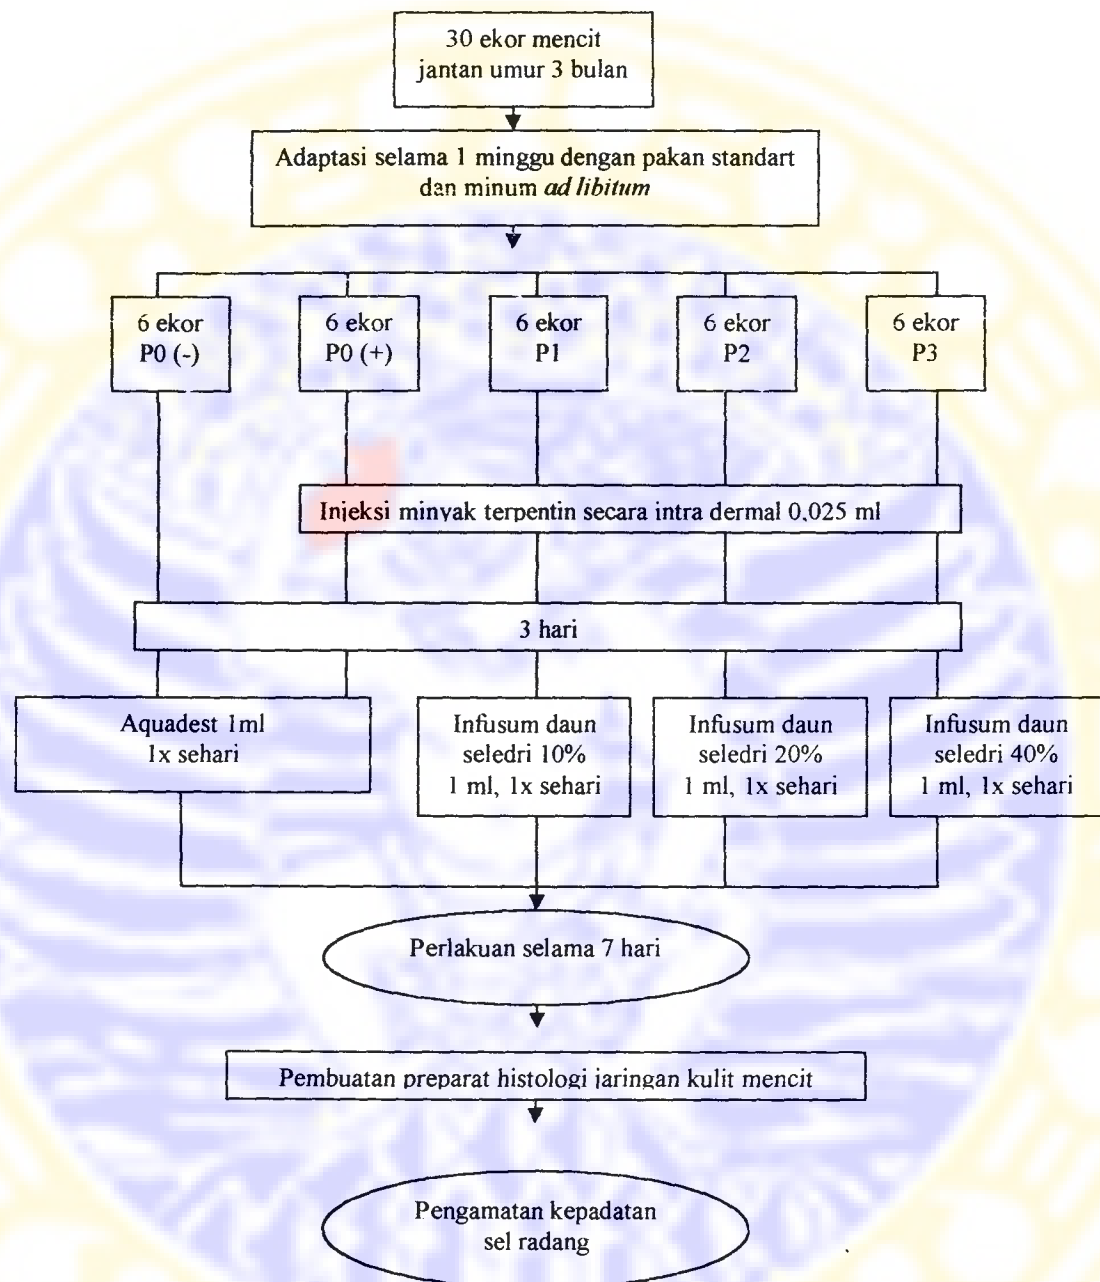 30 ekor mencit
jantan umur 3 bulan
Adaptasi selama 1 minggu dengan pakan standart
dan minum ad libitum
6 ekor
P0 (-)
6 ekor
P0 (+)
6 ekor
P1
6 ekor
P2
6 ekor
P3
Injeksi minyak terpentin secara intra dermal 0,025 ml
3 hari
Aquadest 1ml
1x sehari
Infusum daun
seledri 10%
1 ml, 1x sehari
Infusum daun
seledri 20%
1 ml, 1x sehari
Infusum daun
seledri 40%
1 ml, 1x sehari
Perlakuan selama 7 hari
Pembuatan preparat histologi jaringan kulit mencit
Pengamatan kepadatan
sel radang